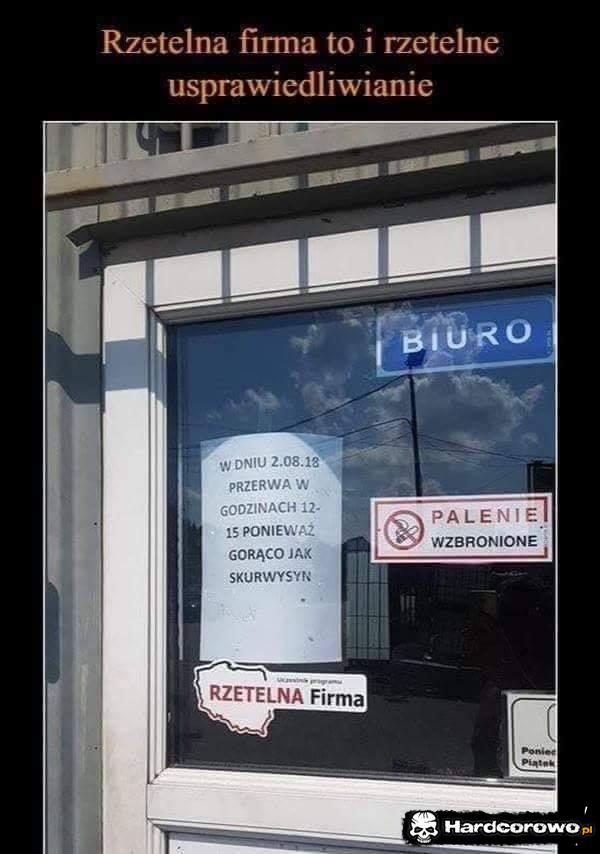 Rzetelna firma to i rzetelne
usprawiedliwianie
BIURO
W DNIU 2.08.18
PRZERWA W
GODZINACH 12-
15 PONIEWAŻ
GORĄCO JAK
SKURWYSYN
PALENIE
WZBRONIONE
Uczestnik programu
RZETELNA Firma
Piątek
Hardcorowo.pl